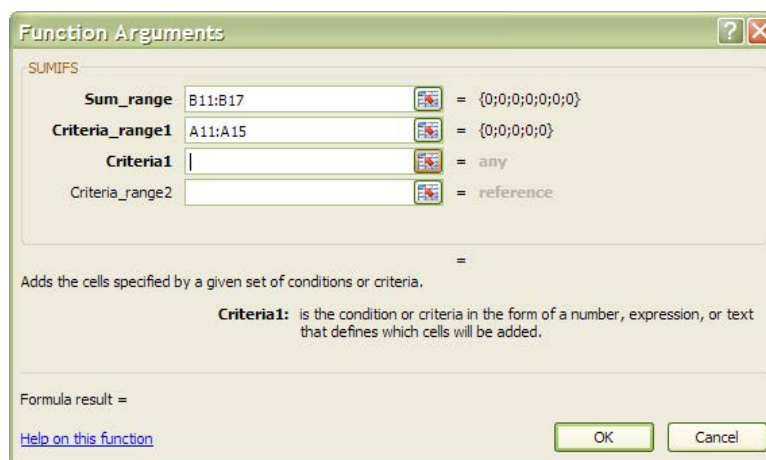 Function Arguments
SUMIFS
Sum_range B11:B17 = {0;0;0;0;0;0;0}
Criteria_range1 A11:A15 = {0;0;0;0;0}
Criteria1 = any
Criteria_range2 = reference
=
Adds the cells specified by a given set of conditions or criteria.
Criteria1: is the condition or criteria in the form of a number, expression, or text
that defines which cells will be added.
Formula result =
Help on this function OK Cancel